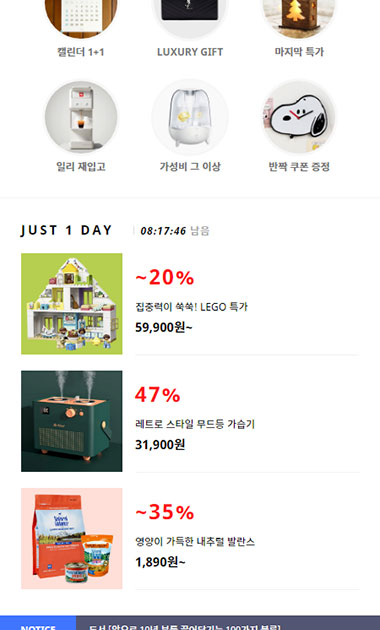 캘린더 1+1
LUXURY GIFT
마지막 특가
일리 재입고
가성비 그 이상
반짝 쿠폰 증정
JUST 1 DAY
08:17:46 남음
~20%
집중력이 쑥쑥! LEGO 특가
59,900원~
47%
레트로 스타일 무드등 가습기
31,900원
~35%
영양이 가득한 내추럴 발란스
1,890원~
NOTICE